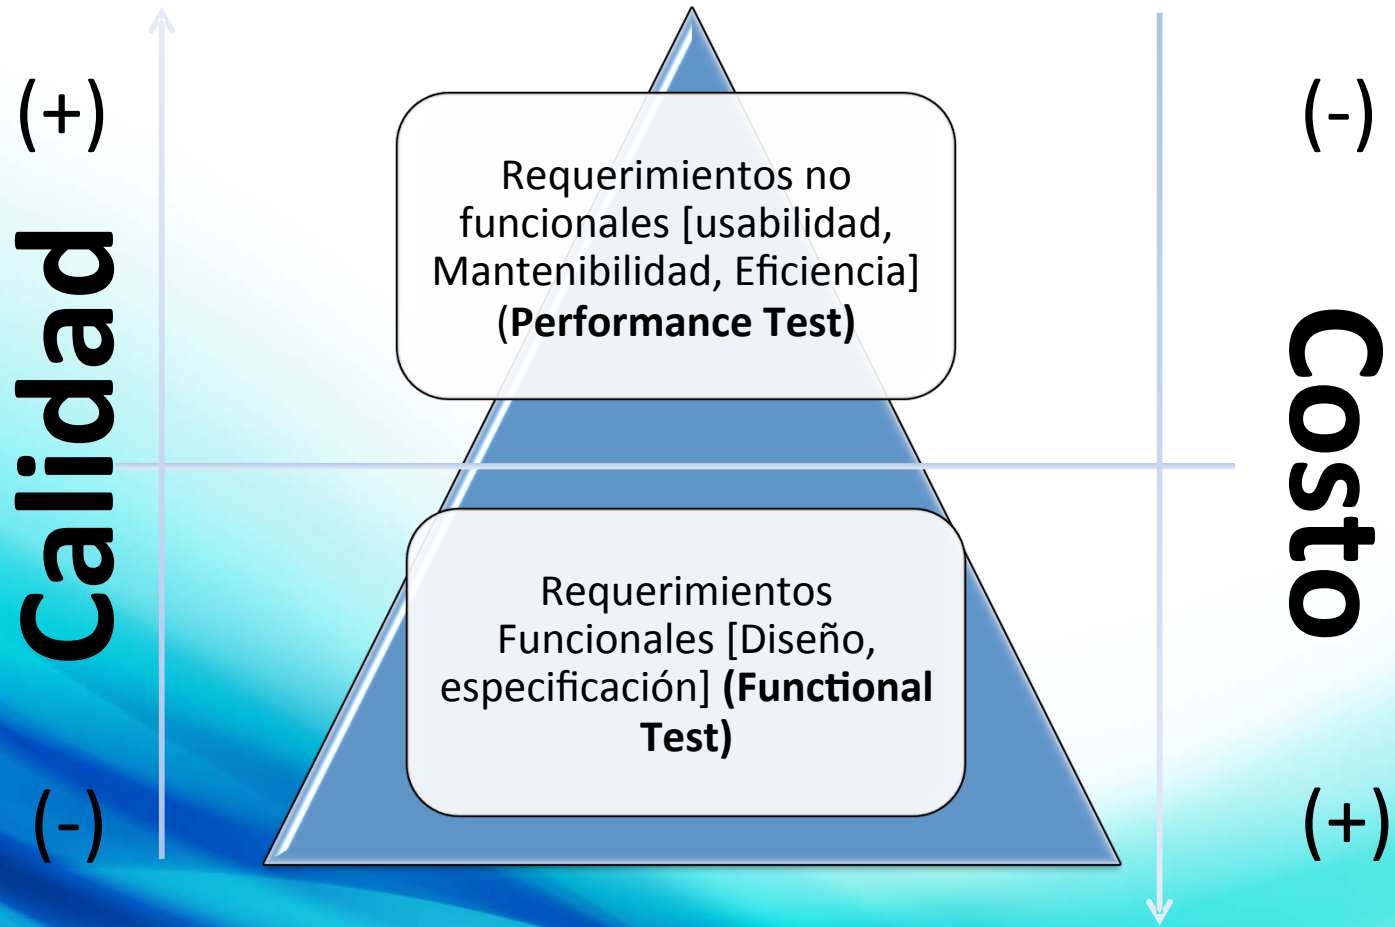 (+)
Calidad
(-)
Requerimientos no
funcionales [usabilidad,
Mantenibilidad, Eficiencia]
(Performance Test)
Requerimientos
Funcionales [Diseño,
especificación] (Functional
Test)
(-)
Costo
(+)